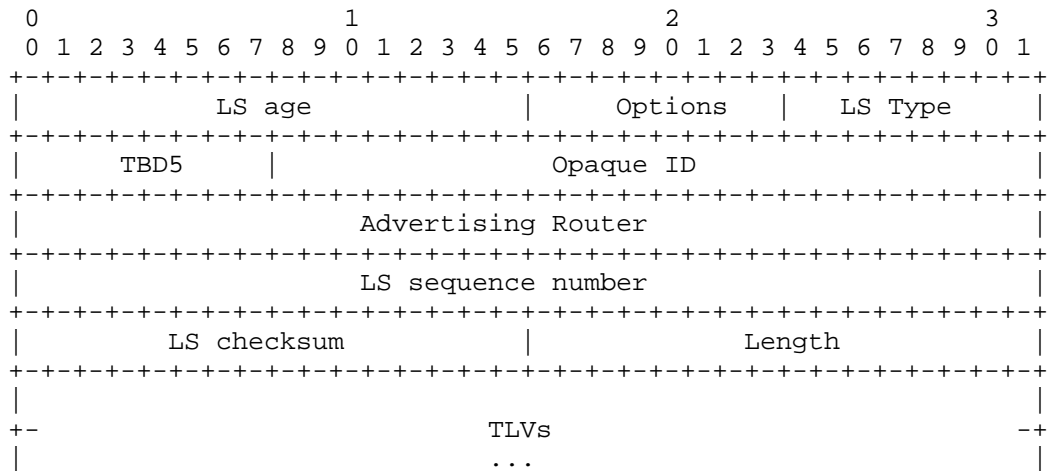 0                   1                   2                   3
 0 1 2 3 4 5 6 7 8 9 0 1 2 3 4 5 6 7 8 9 0 1 2 3 4 5 6 7 8 9 0 1
+-+-+-+-+-+-+-+-+-+-+-+-+-+-+-+-+-+-+-+-+-+-+-+-+-+-+-+-+-+-+-+-+
|            LS age             |     Options   |   LS Type     |
+-+-+-+-+-+-+-+-+-+-+-+-+-+-+-+-+-+-+-+-+-+-+-+-+-+-+-+-+-+-+-+-+
|      TBD5     |                 Opaque ID                     |
+-+-+-+-+-+-+-+-+-+-+-+-+-+-+-+-+-+-+-+-+-+-+-+-+-+-+-+-+-+-+-+-+
|                     Advertising Router                        |
+-+-+-+-+-+-+-+-+-+-+-+-+-+-+-+-+-+-+-+-+-+-+-+-+-+-+-+-+-+-+-+-+
|                     LS sequence number                        |
+-+-+-+-+-+-+-+-+-+-+-+-+-+-+-+-+-+-+-+-+-+-+-+-+-+-+-+-+-+-+-+-+
|         LS checksum           |             Length            |
+-+-+-+-+-+-+-+-+-+-+-+-+-+-+-+-+-+-+-+-+-+-+-+-+-+-+-+-+-+-+-+-+
|                                                               |
+-                            TLVs                             -+
|                             ...                               |